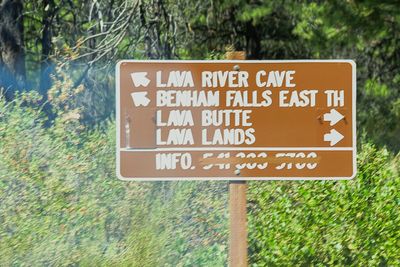 LAVA RIVER CAVE
BENHAM FALLS EAST TH
LAVA BUTTE
LAVA LANDS
INFO.